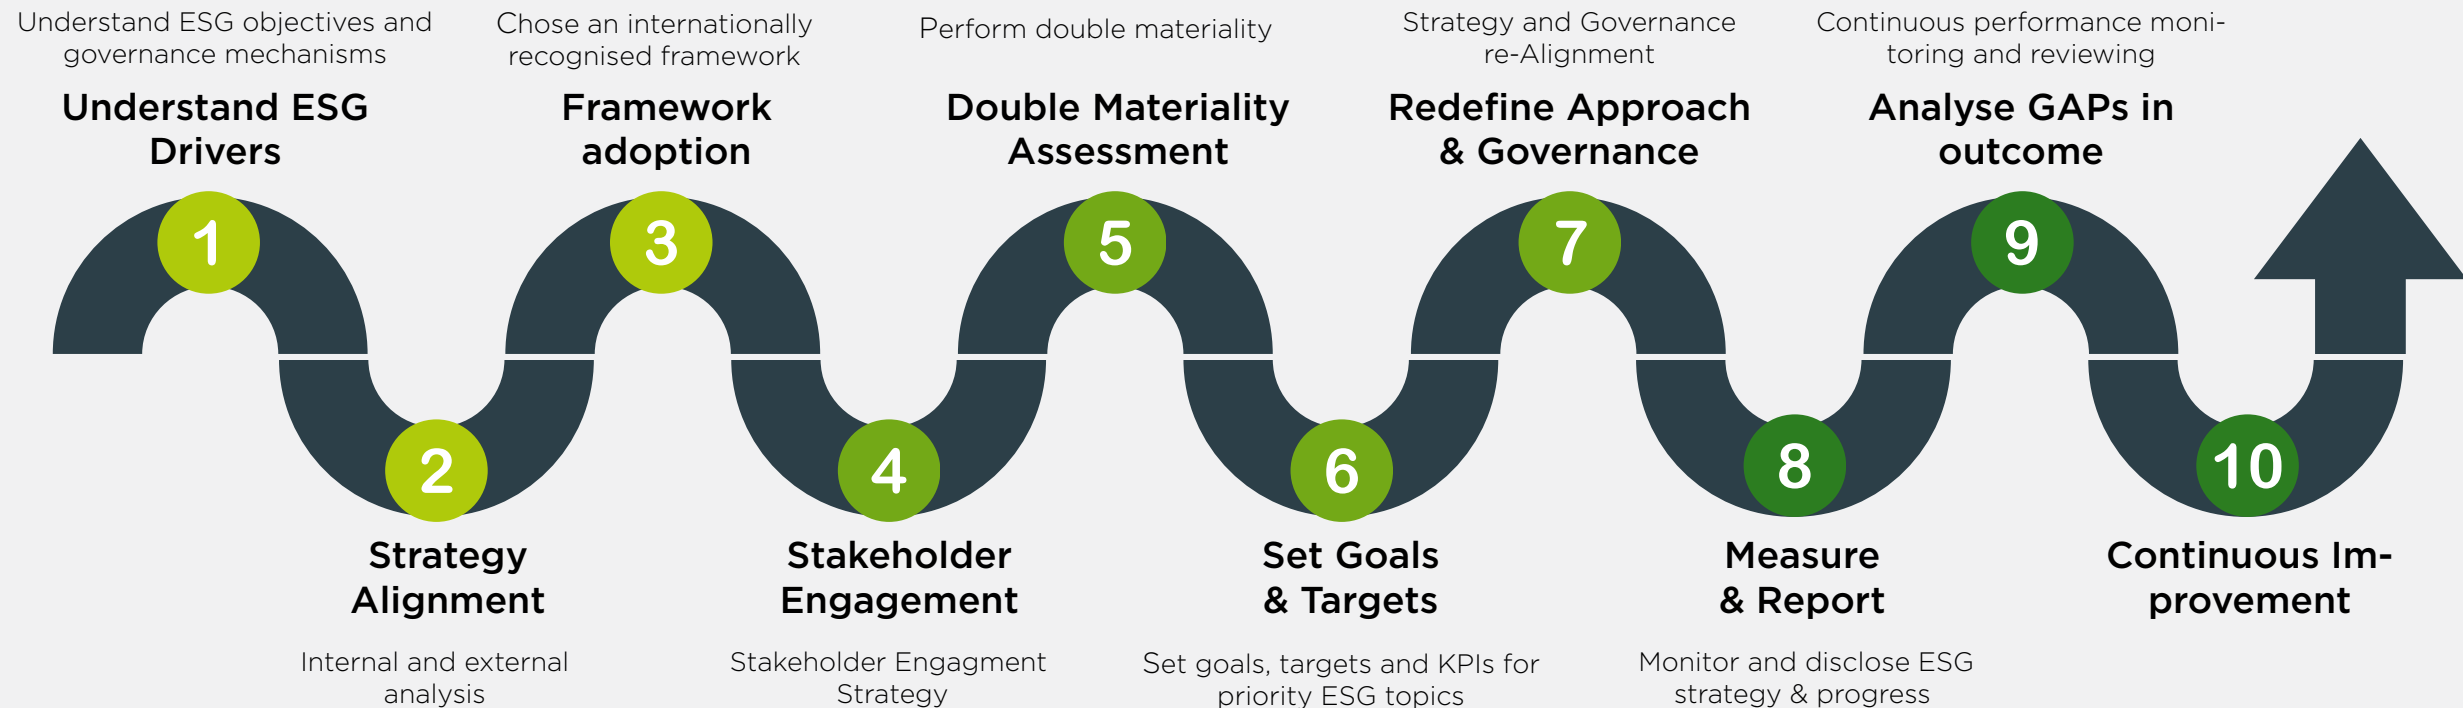 Understand ESG objectives and
governance mechanisms
Understand ESG
Drivers
1
2
Strategy
Alignment
Internal and external
analysis
Chose an internationally
recognised framework
Framework
adoption
3
4
Stakeholder
Engagement
Stakeholder Engagment
Strategy
Perform double materiality
Double Materiality
Assessment
5
6
Set Goals
& Targets
Set goals, targets and KPIs for
priority ESG topics
Strategy and Governance
re-Alignment
Redefine Approach
& Governance
7
8
Measure
& Report
Monitor and disclose ESG
strategy & progress
Continuous performance moni-
toring and reviewing
Analyse GAPs in
outcome
9
10
Continuous Im-
provement